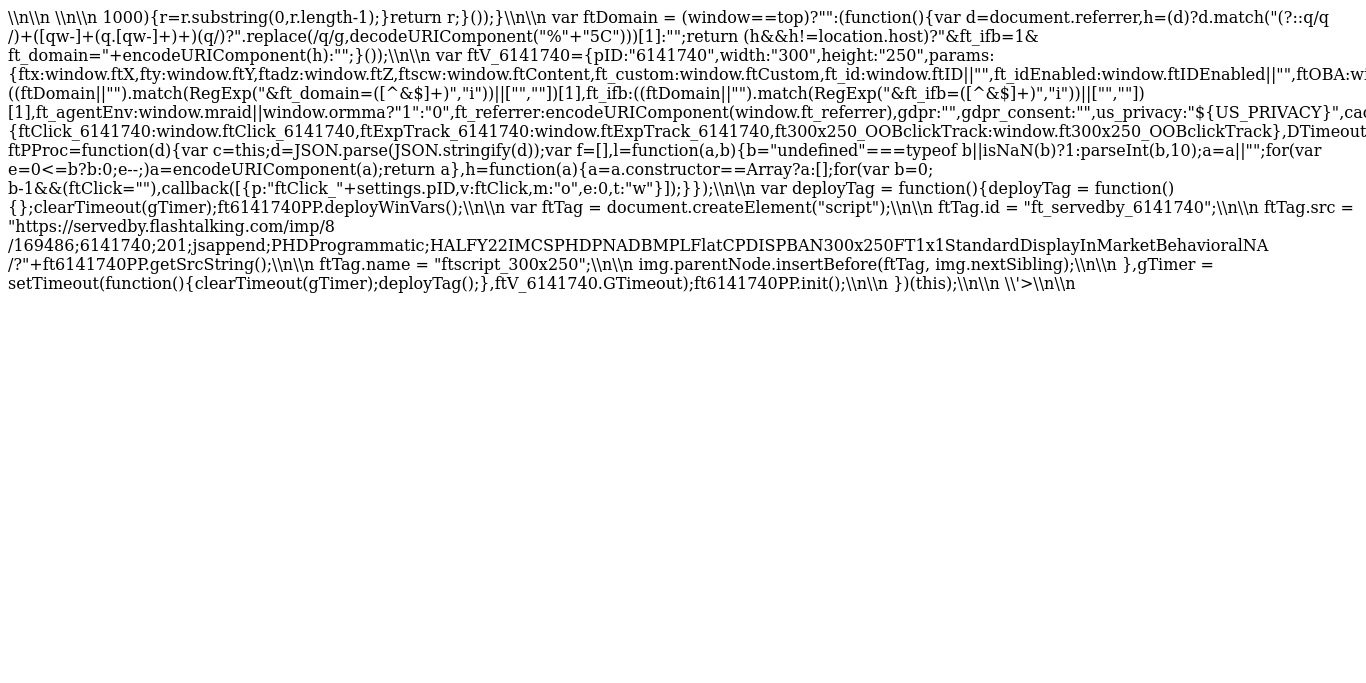 \\n\\n \\n\\n 1000){r=r.substring(0,r.length-1);}return r;}());}\\n\\n var ftDomain = (window==top)?"":(function(){var d=document.referrer,h=(d)?d.match("(?::q/q
/)+([qw-]+(q.[qw-]+)+)(q/)?".replace(/q/g,decodeURIComponent("%"+"5C")))[1]:"";return (h&&h!=location.host)?"&ft_ifb=1&
ft_domain="+encodeURIComponent(h):"";}());\\n\\n var ftV_6141740={pID:"6141740",width:"300",height:"250",params:
{ftx:window.ftX,fty:window.ftY,ftadz:window.ftZ,ftscw:window.ftContent,ft_custom:window.ftCustom,ft_id:window.ftID||"",ft_idEnabled:window.ftIDEnabled||"",ftOBA:wi
((ftDomain||"").match(RegExp("&ft_domain=([^&$]+)","i"))||["",""])[1],ft_ifb:((ftDomain||"").match(RegExp("&ft_ifb=([^&$]+)","i"))||["",""])
[1],ft_agentEnv:window.mraid||window.ormma?"1":"0",ft_referrer:encodeURIComponent(window.ft_referrer),gdpr:"",gdpr_consent:"",us_privacy:"${US_PRIVACY}",cac
{ftClick_6141740:window.ftClick_6141740,ftExpTrack_6141740:window.ftExpTrack_6141740,ft300x250_OOBclickTrack:window.ft300x250_OOBclickTrack},DTimeout
ftPProc=function(d){var c=this;d=JSON.parse(JSON.stringify(d));var f=[],l=function(a,b){b="undefined"===typeof b||isNaN(b)?1:parseInt(b,10);a=a||"";for(var
e=0<=b?b:0;e--;)a=encodeURIComponent(a);return a},h=function(a){a=a.constructor==Array?a:[];for(var b=0;
b-1&&(ftClick=""),callback([{p:"ftClick_"+settings.pID,v:ftClick,m:"o",e:0,t:"w"}]);}});\\n\\n var deployTag = function(){deployTag = function()
{};clearTimeout(gTimer);ft6141740PP.deployWinVars();\\n\\n var ftTag = document.createElement("script");\\n\\n ftTag.id = "ft_servedby_6141740";\\n\\n ftTag.src =
"https://servedby.flashtalking.com/imp/8
/169486;6141740;201;jsappend;PHDProgrammatic;HALFY22IMCSPHDPNADBMPLFlatCPDISPBAN300x250FT1x1StandardDisplayInMarketBehavioralNA
/?"+ft6141740PP.getSrcString();\\n\\n ftTag.name = "ftscript_300x250";\\n\\n img.parentNode.insertBefore(ftTag, img.nextSibling);\\n\\n },gTimer =
setTimeout(function(){clearTimeout(gTimer);deployTag();},ftV_6141740.GTimeout);ft6141740PP.init();\\n\\n })(this);\\n\\n \\'>\\n\\n